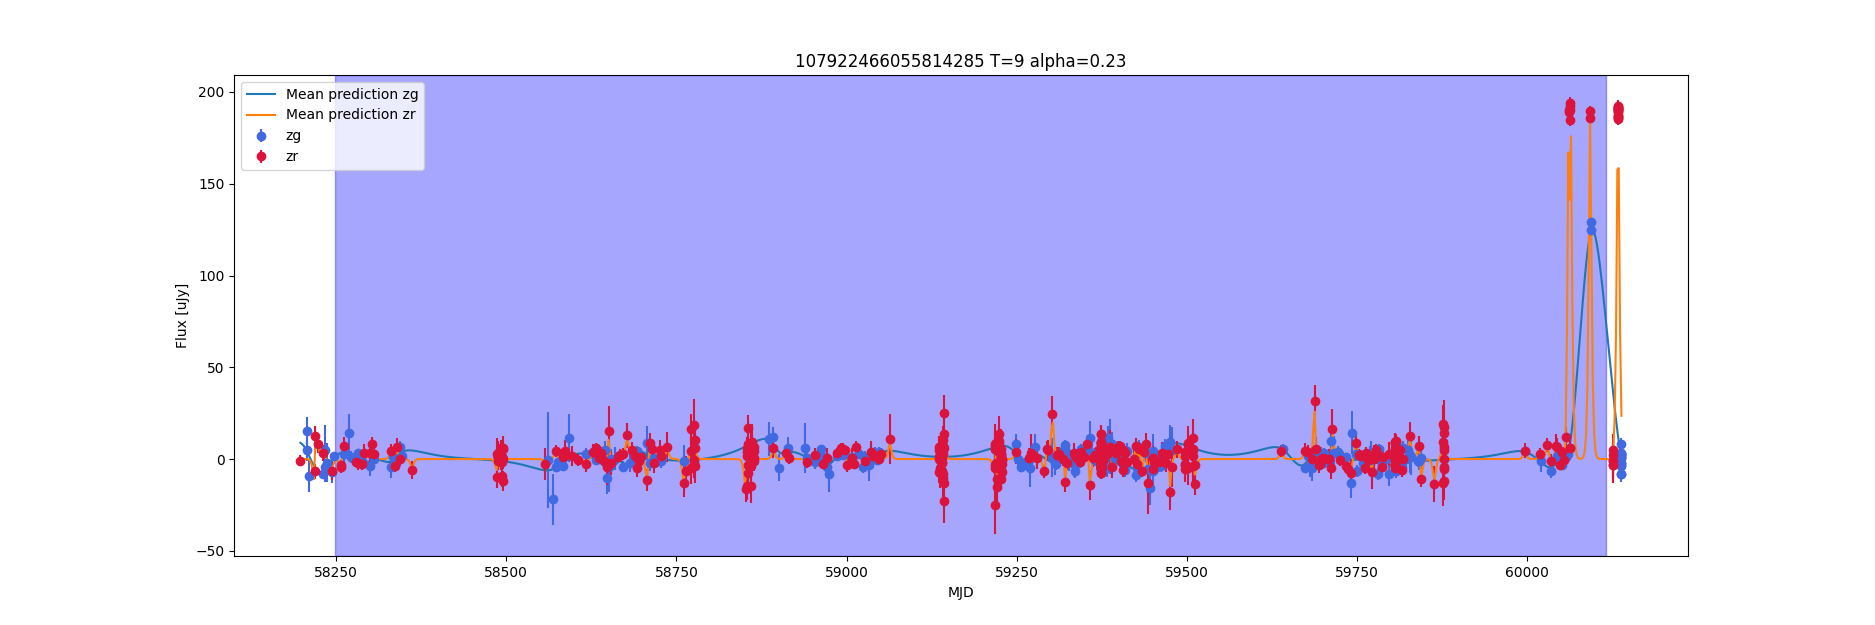 107922466055814285 T=9 alpha=0.23
Mean prediction zg
Mean prediction zr
zg
zr
Flux [uJy]
200
150
100
50
0
−50
58250 58500 58750 59000 59250 59500 59750 60000
MJD